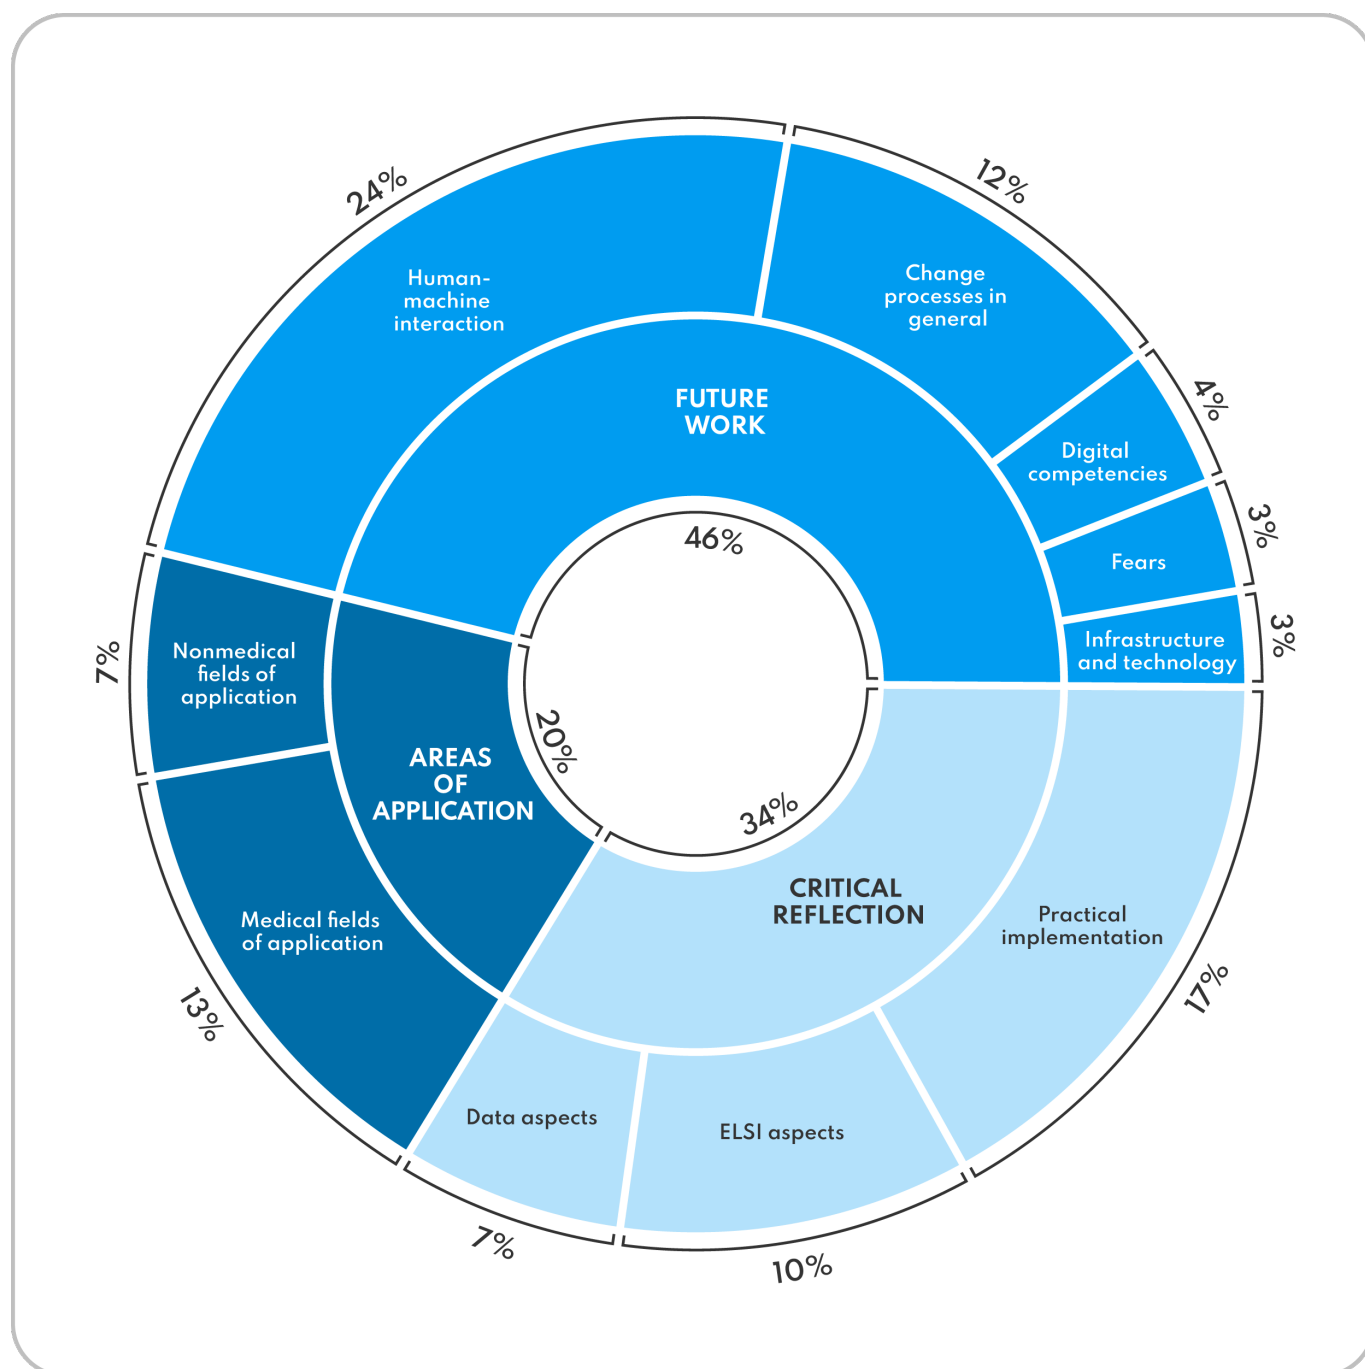 24%
12%
Human-
machine
interaction
Change
processes in
general
4%
FUTURE
WORK
Digital
competencies
3%
46%
Fears
3%
Infrastructure
and technology
7%
Nonmedical
fields of
application
20%
AREAS
OF
APPLICATION
34%
CRITICAL
REFLECTION
Medical fields
of application
Practical
implementation
13%
17%
Data aspects
ELSI aspects
7%
10%